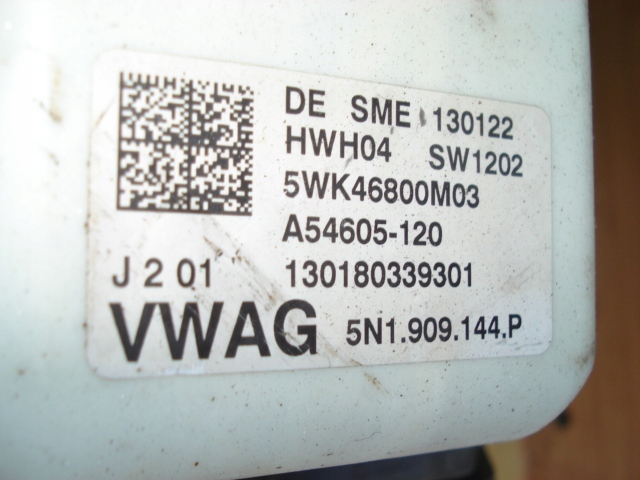 DE SME 130122
HWH04 SW1202
5WK46800M03
A54605-120
J 2 01 130180339301
VWAG 5N1.909.144.P